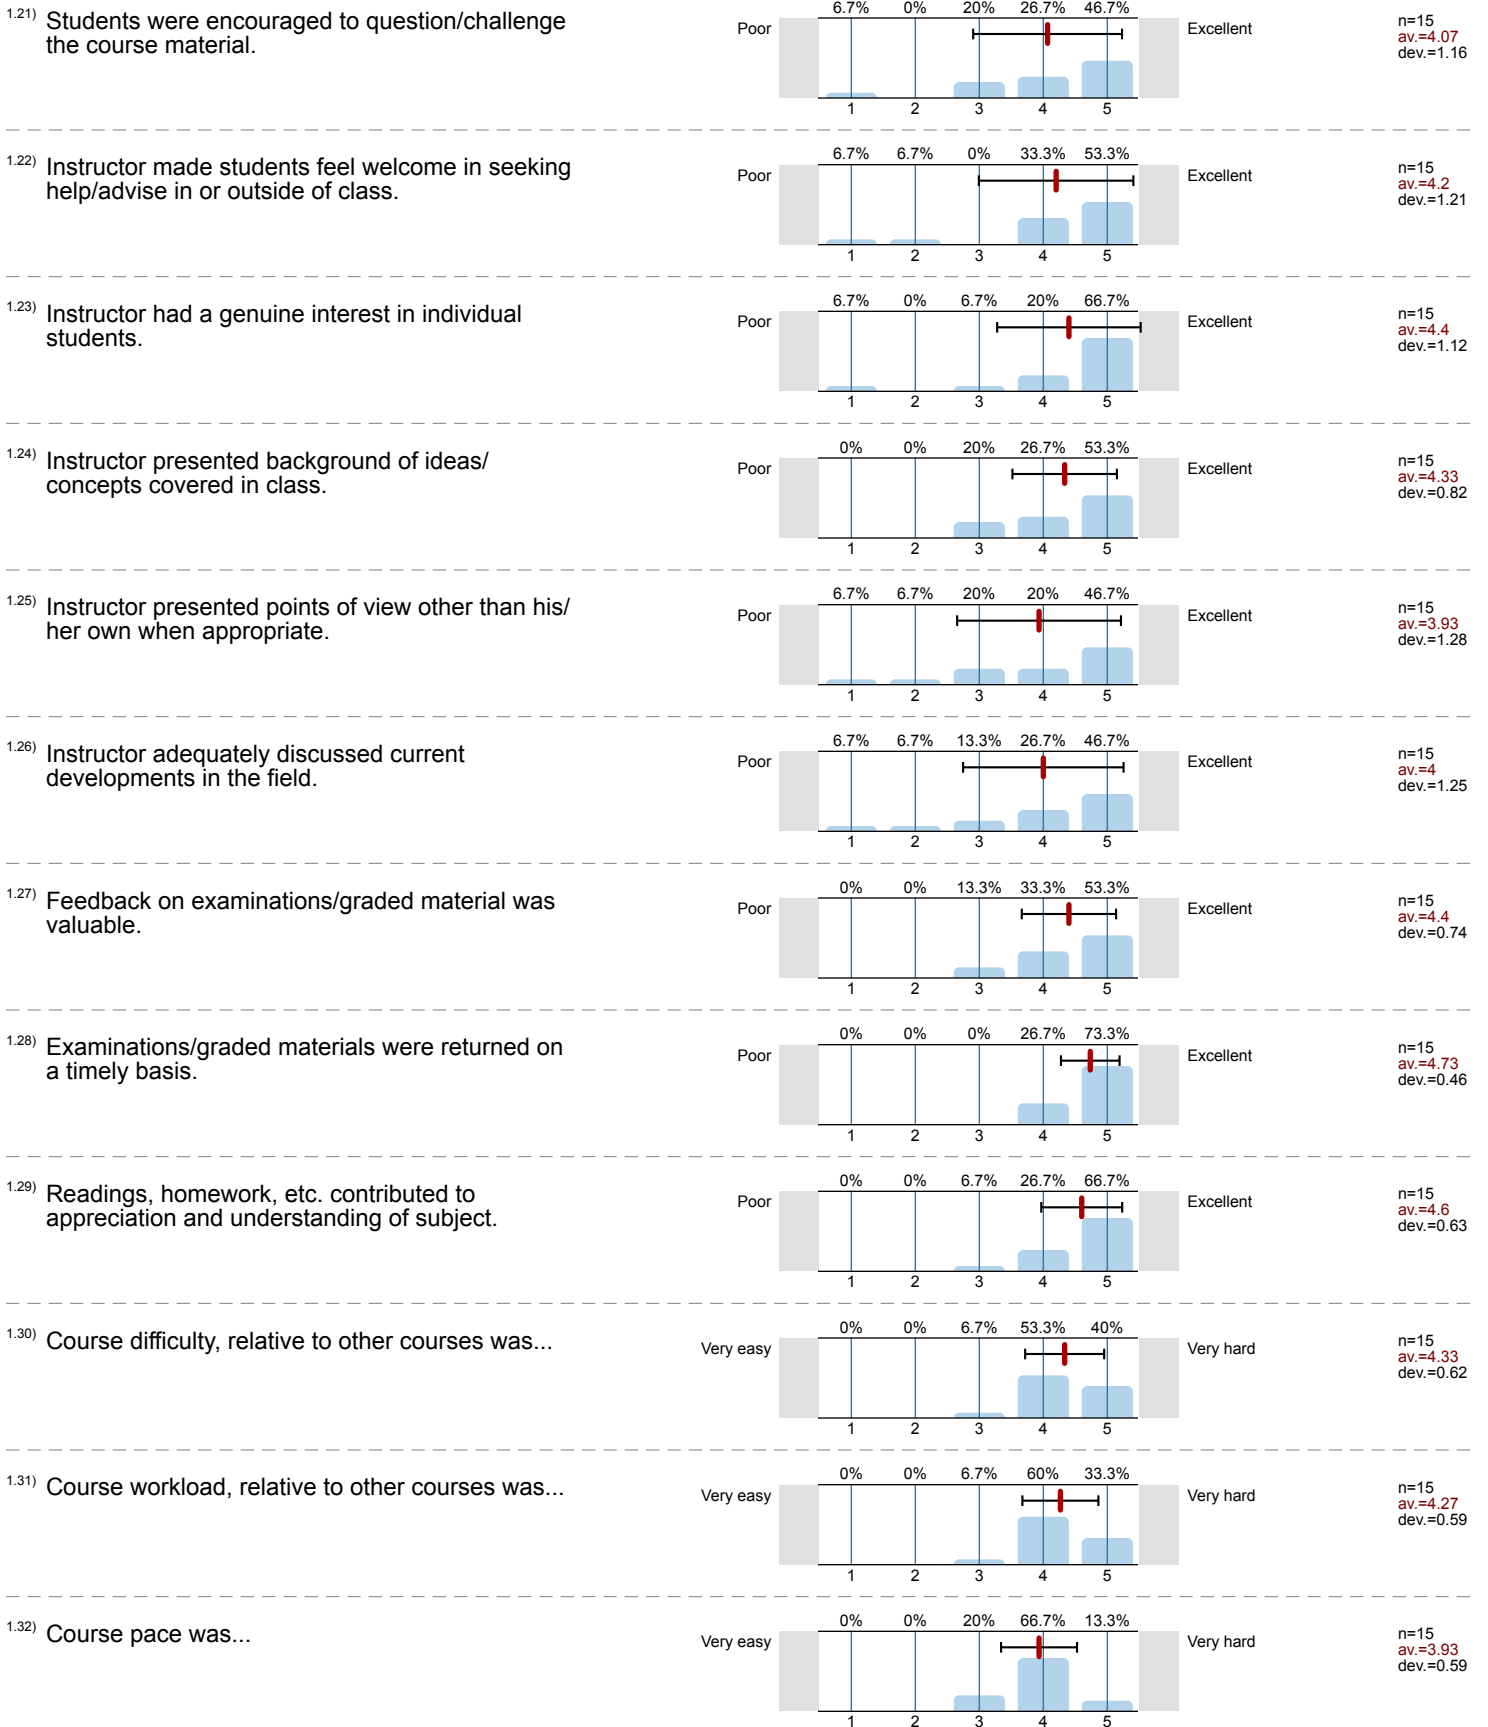 1.21) Students were encouraged to question/challenge
the course material.
6.7% 0% 20% 26.7% 46.7%
Poor Excellent
n=15
av.=4.07
dev.=1.16
1 2 3 4 5
1.22) Instructor made students feel welcome in seeking
help/advise in or outside of class.
6.7% 6.7% 0% 33.3% 53.3%
Poor Excellent
n=15
av.=4.2
dev.=1.21
1 2 3 4 5
1.23) Instructor had a genuine interest in individual
students.
6.7% 0% 6.7% 20% 66.7%
Poor Excellent
n=15
av.=4.4
dev.=1.12
1 2 3 4 5
1.24) Instructor presented background of ideas/
concepts covered in class.
0% 0% 20% 26.7% 53.3%
Poor Excellent
n=15
av.=4.33
dev.=0.82
1 2 3 4 5
1.25) Instructor presented points of view other than his/
her own when appropriate.
6.7% 6.7% 20% 20% 46.7%
Poor Excellent
n=15
av.=3.93
dev.=1.28
1 2 3 4 5
1.26) Instructor adequately discussed current
developments in the field.
6.7% 6.7% 13.3% 26.7% 46.7%
Poor Excellent
n=15
av.=4
dev.=1.25
1 2 3 4 5
1.27) Feedback on examinations/graded material was
valuable.
0% 0% 13.3% 33.3% 53.3%
Poor Excellent
n=15
av.=4.4
dev.=0.74
1 2 3 4 5
1.28) Examinations/graded materials were returned on
a timely basis.
0% 0% 0% 26.7% 73.3%
Poor Excellent
n=15
av.=4.73
dev.=0.46
1 2 3 4 5
1.29) Readings, homework, etc. contributed to
appreciation and understanding of subject.
0% 0% 6.7% 26.7% 66.7%
Poor Excellent
n=15
av.=4.6
dev.=0.63
1 2 3 4 5
1.30) Course difficulty, relative to other courses was...
0% 0% 6.7% 53.3% 40%
Very easy Very hard
n=15
av.=4.33
dev.=0.62
1 2 3 4 5
1.31) Course workload, relative to other courses was...
0% 0% 6.7% 60% 33.3%
Very easy Very hard
n=15
av.=4.27
dev.=0.59
1 2 3 4 5
1.32) Course pace was...
0% 0% 20% 66.7% 13.3%
Very easy Very hard
n=15
av.=3.93
dev.=0.59
1 2 3 4 5